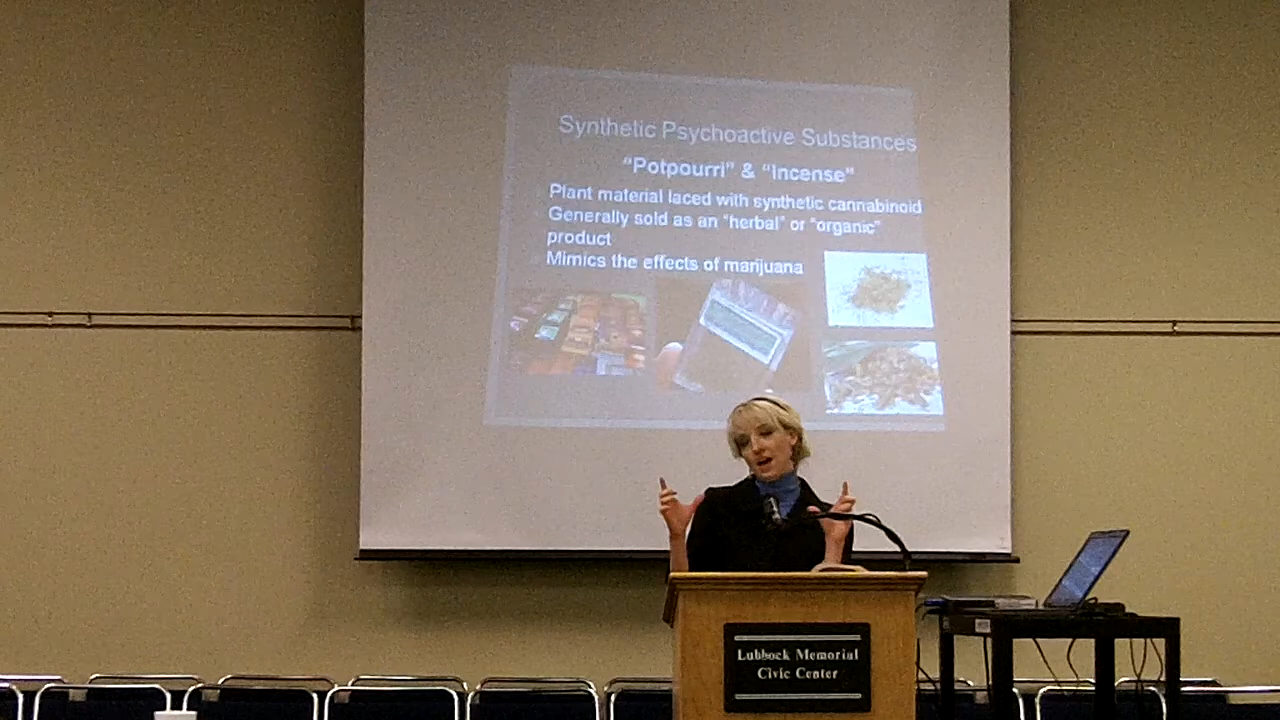 Synthetic Psychoactive Substances
“Potpourri” & “Incense”
Plant material laced with synthetic cannabinoid
Generally sold as an “herbal” or “organic”
product
Mimics the effects of marijuana
Lubbock Memorial
Civic Center